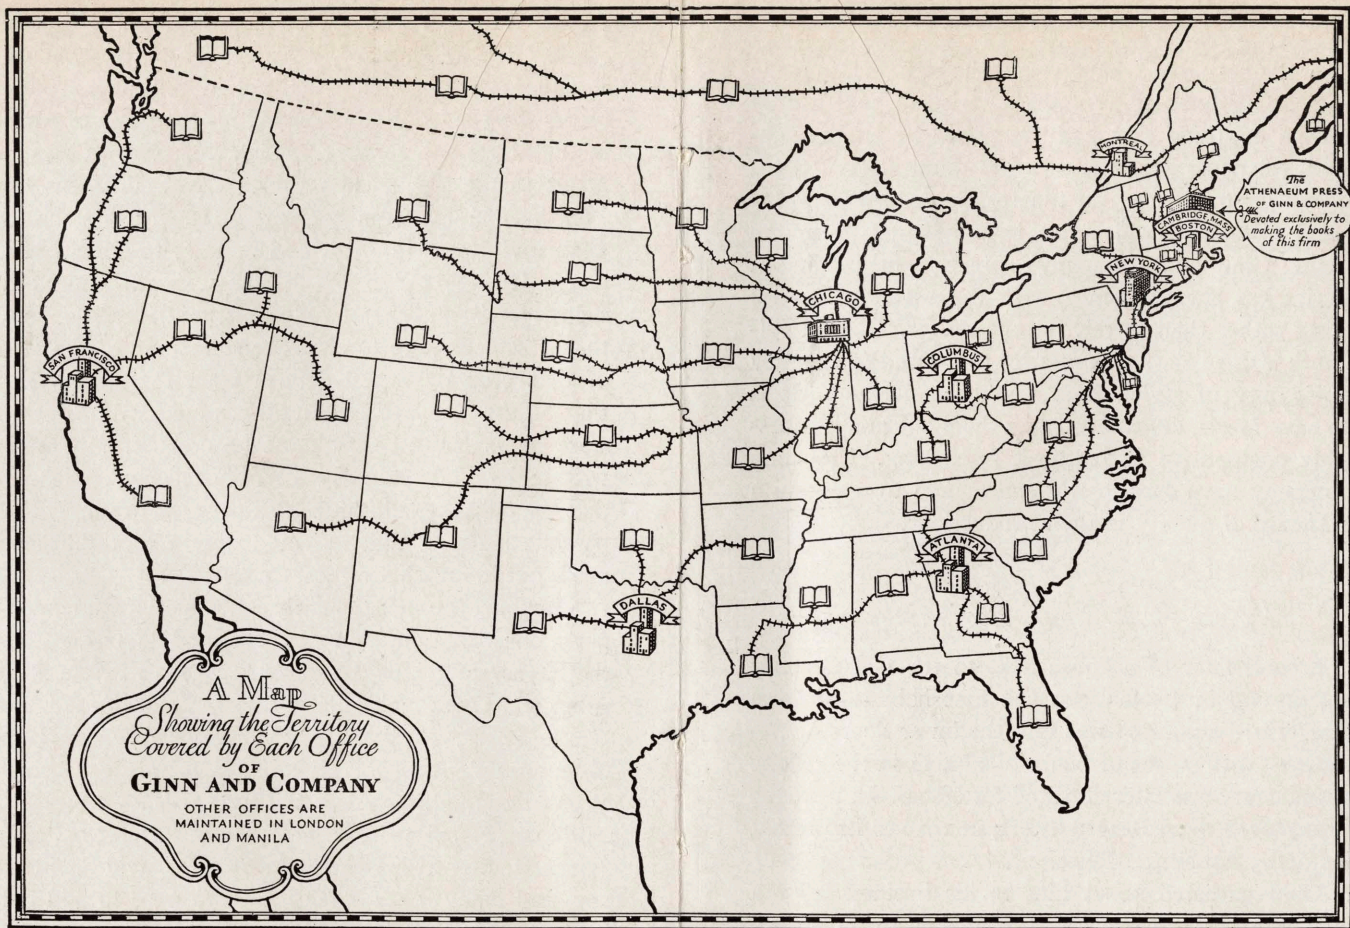 MONTREAL
The
ATHENAEUM PRESS
OF GINN & COMPANY
Devoted exclusively to
making the books
of this firm
CAMBRIDGE, MASS
BOSTON
NEW YORK
CHICAGO
COLUMBUS
SAN FRANCISCO
ATLANTA
DALLAS
A Map
Showing the Territory
Covered by Each Office
OF
GINN AND COMPANY
OTHER OFFICES ARE
MAINTAINED IN LONDON
AND MANILA